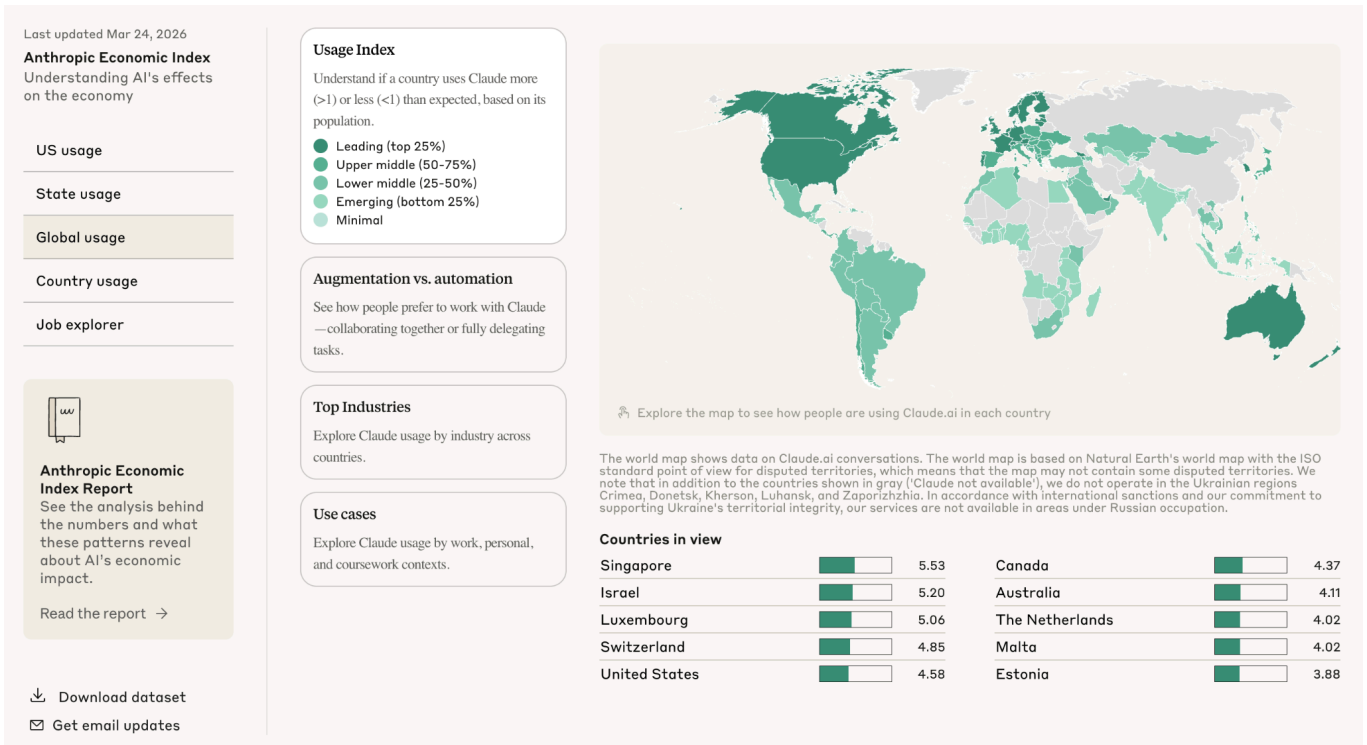 Last updated Mar 24, 2026
Anthropic Economic Index
Understanding AI's effects
on the economy
US usage
State usage
Global usage
Country usage
Job explorer
Anthropic Economic
Index Report
See the analysis behind
the numbers and what
these patterns reveal
about AI's economic
impact.
Read the report →
Download dataset
Get email updates
Usage Index
Understand if a country uses Claude more
(>1) or less (<1) than expected, based on its
population.
Leading (top 25%)
Upper middle (50-75%)
Lower middle (25-50%)
Emerging (bottom 25%)
Minimal
Augmentation vs. automation
See how people prefer to work with Claude
—collaborating together or fully delegating
tasks.
Top Industries
Explore Claude usage by industry across
countries.
Use cases
Explore Claude usage by work, personal,
and coursework contexts.
Explore the map to see how people are using Claude.ai in each country
The world map shows data on Claude.ai conversations. The world map is based on Natural Earth's world map with the ISO
standard point of view for disputed territories, which means that the map may not contain some disputed territories. We
note that in addition to the countries shown in gray ('Claude not available'), we do not operate in the Ukrainian regions
Crimea, Donetsk, Kherson, Luhansk, and Zaporizhzhia. In accordance with international sanctions and our commitment to
supporting Ukraine's territorial integrity, our services are not available in areas under Russian occupation.
Countries in view
Singapore 5.53
Israel 5.20
Luxembourg 5.06
Switzerland 4.85
United States 4.58
Canada 4.37
Australia 4.11
The Netherlands 4.02
Malta 4.02
Estonia 3.88